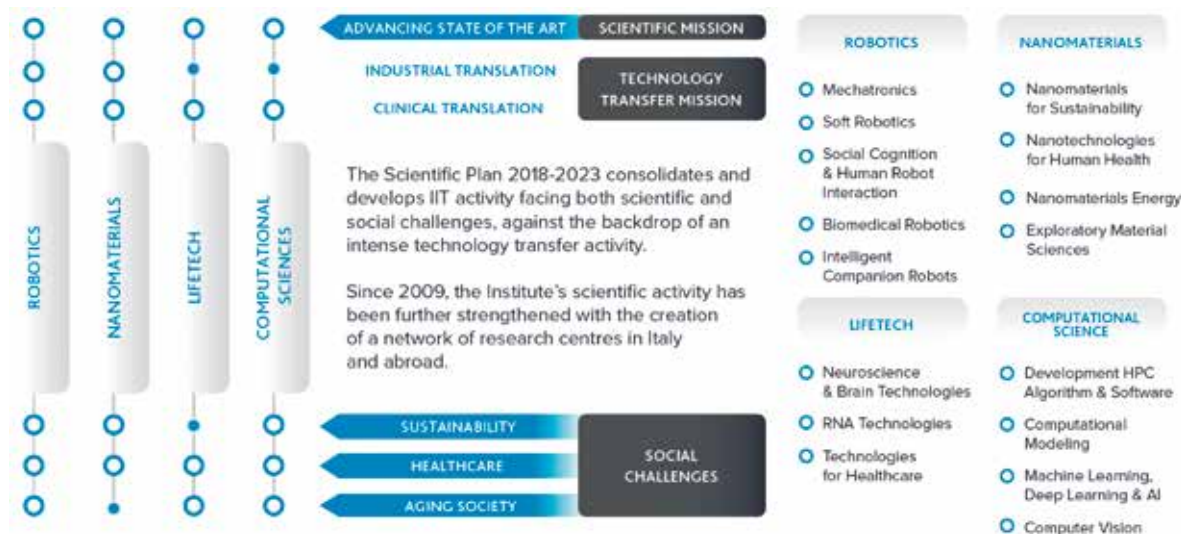 ADVANCING STATE OF THE ART
SCIENTIFIC MISSION
INDUSTRIAL TRANSLATION
CLINICAL TRANSLATION
TECHNOLOGY
TRANSFER MISSION
ROBOTICS
NANOMATERIALS
LIFETECH
COMPUTATIONAL
SCIENCES
The Scientific Plan 2018-2023 consolidates and
develops IIT activity facing both scientific and
social challenges, against the backdrop of an
intense technology transfer activity.
Since 2009, the Institute's scientific activity has
been further strengthened with the creation
of a network of research centres in Italy
and abroad.
SUSTAINABILITY
HEALTHCARE
AGING SOCIETY
SOCIAL
CHALLENGES
ROBOTICS
Mechatronics
Soft Robotics
Social Cognition
& Human Robot
Interaction
Biomedical Robotics
Intelligent
Companion Robots
NANOMATERIALS
Nanomaterials
for Sustainability
Nanotechnologies
for Human Health
Nanomaterials Energy
Exploratory Material
Sciences
LIFETECH
Neuroscience
& Brain Technologies
RNA Technologies
Technologies
for Healthcare
COMPUTATIONAL
SCIENCE
Development HPC
Algorithm & Software
Computational
Modeling
Machine Learning,
Deep Learning & AI
Computer Vision